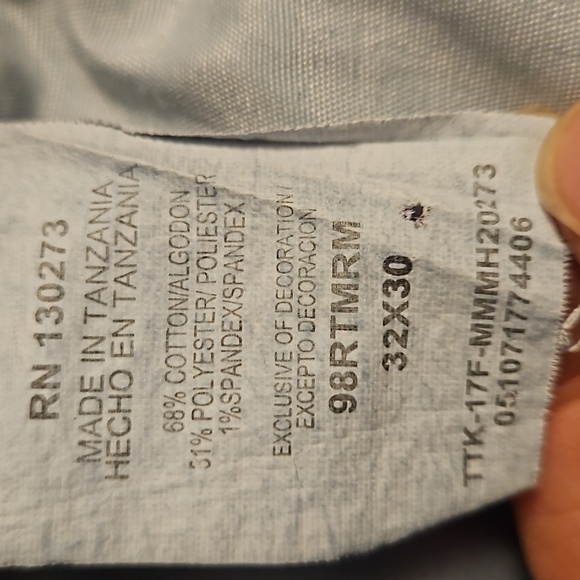 RN 130273
MADE IN TANZANIA
HECHO EN TANZANIA
68% COTTON/ALGODON
31% POLYESTER/ POLIESTER
1%SPANDEX/SPANDEX
EXCLUSIVE OF DECORATION/
EXCEPTO DECORACION
98RTMRM
32X30
TTK-17F-MMMMH20273
051071774406